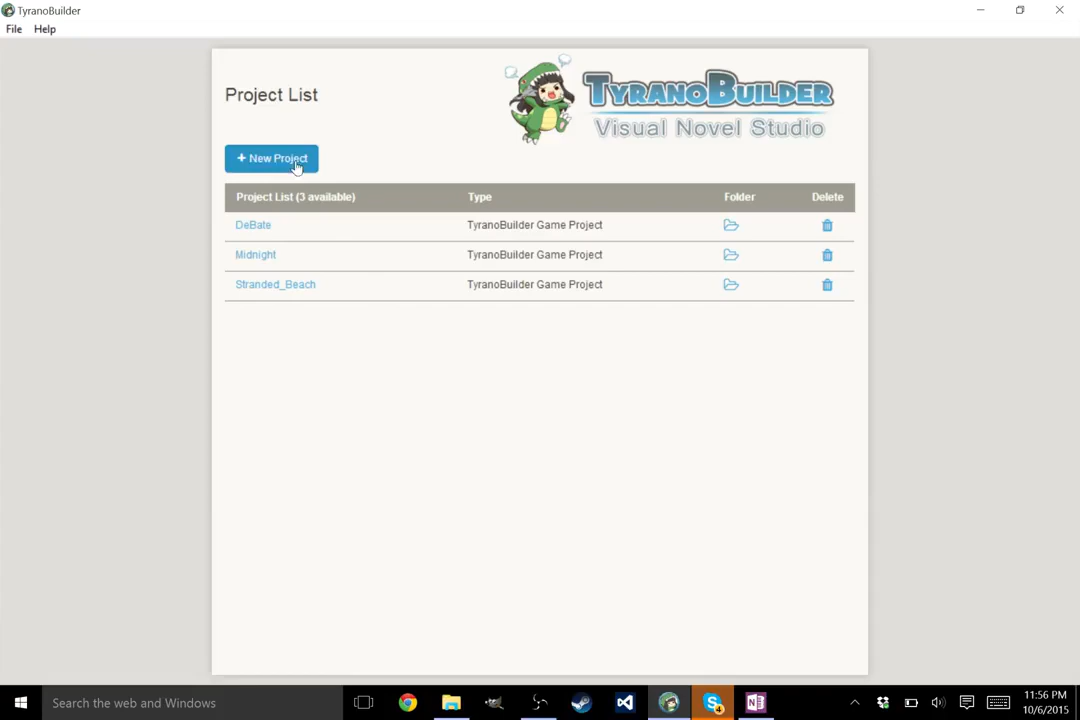 TyranoBuilder
File Help
Project List
TYRANOBUILDER
Visual Novel Studio
+ New Project
Project List (3 available) Type Folder Delete
DeBate TyranoBuilder Game Project
Midnight TyranoBuilder Game Project
Stranded_Beach TyranoBuilder Game Project
Search the web and Windows
4
N
11:56 PM
10/6/2015